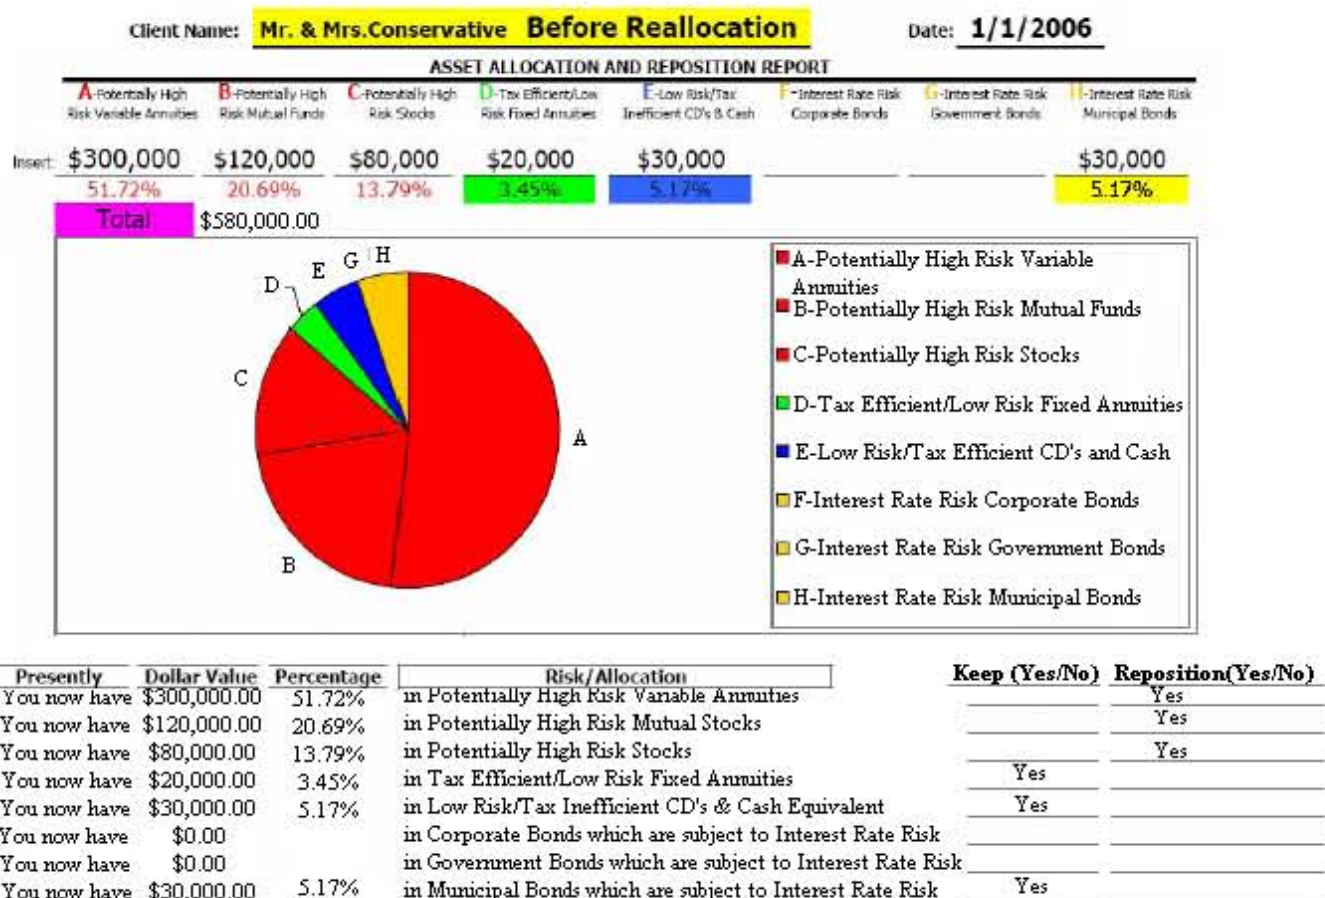 Client Name: Mr. & Mrs.Conservative Before Reallocation Date: 1/1/2006
ASSET ALLOCATION AND REPOSITION REPORT
A-Potentially High B-Potentially High C-Potentially High D-Tax Efficient/Low E-Low Risk/Tax F-Interest Rate Risk G-Interest Rate Risk H-Interest Rate Risk
Risk Variable Annuities Risk Mutual Funds Risk Stocks Risk Fixed Annuities Inefficient CD's & Cash Corporate Bonds Government Bonds Municipal Bonds
Insert: $300,000 $120,000 $80,000 $20,000 $30,000 $30,000
51.72% 20.69% 13.79% 3.45% 5.17% 5.17%
Total $580,000.00
A
B
C
D
E
G
H
A-Potentially High Risk Variable
Annuities
B-Potentially High Risk Mutual Funds
C-Potentially High Risk Stocks
D-Tax Efficient/Low Risk Fixed Annuities
E-Low Risk/Tax Efficient CD's and Cash
F-Interest Rate Risk Corporate Bonds
G-Interest Rate Risk Government Bonds
H-Interest Rate Risk Municipal Bonds
Presently Dollar Value Percentage Risk/Allocation Keep (Yes/No) Reposition(Yes/No)
You now have $300,000.00 51.72% in Potentially High Risk Variable Annuities Yes
You now have $120,000.00 20.69% in Potentially High Risk Mutual Stocks Yes
You now have $80,000.00 13.79% in Potentially High Risk Stocks Yes
You now have $20,000.00 3.45% in Tax Efficient/Low Risk Fixed Annuities Yes
You now have $30,000.00 5.17% in Low Risk/Tax Inefficient CD's & Cash Equivalent Yes
You now have $0.00 in Corporate Bonds which are subject to Interest Rate Risk
You now have $0.00 in Government Bonds which are subject to Interest Rate Risk
You now have $30,000.00 5.17% in Municipal Bonds which are subject to Interest Rate Risk Yes